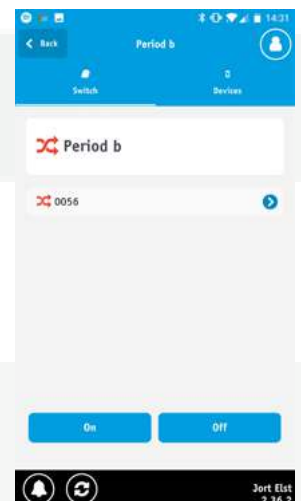 14:31
Back Period b
Switch Devices
Period b
0056
On Off
Jort Elst
2.36.2